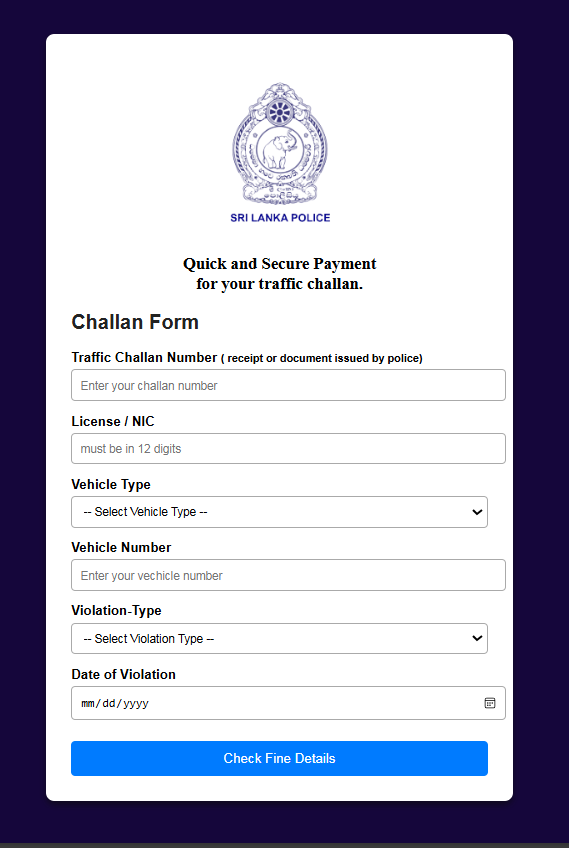 SRI LANKA POLICE
Quick and Secure Payment
for your traffic challan.
Challan Form
Traffic Challan Number ( receipt or document issued by police)
Enter your challan number
License / NIC
must be in 12 digits
Vehicle Type
-- Select Vehicle Type --
Vehicle Number
Enter your vechicle number
Violation-Type
-- Select Violation Type --
Date of Violation
mm/dd/yyyy
Check Fine Details